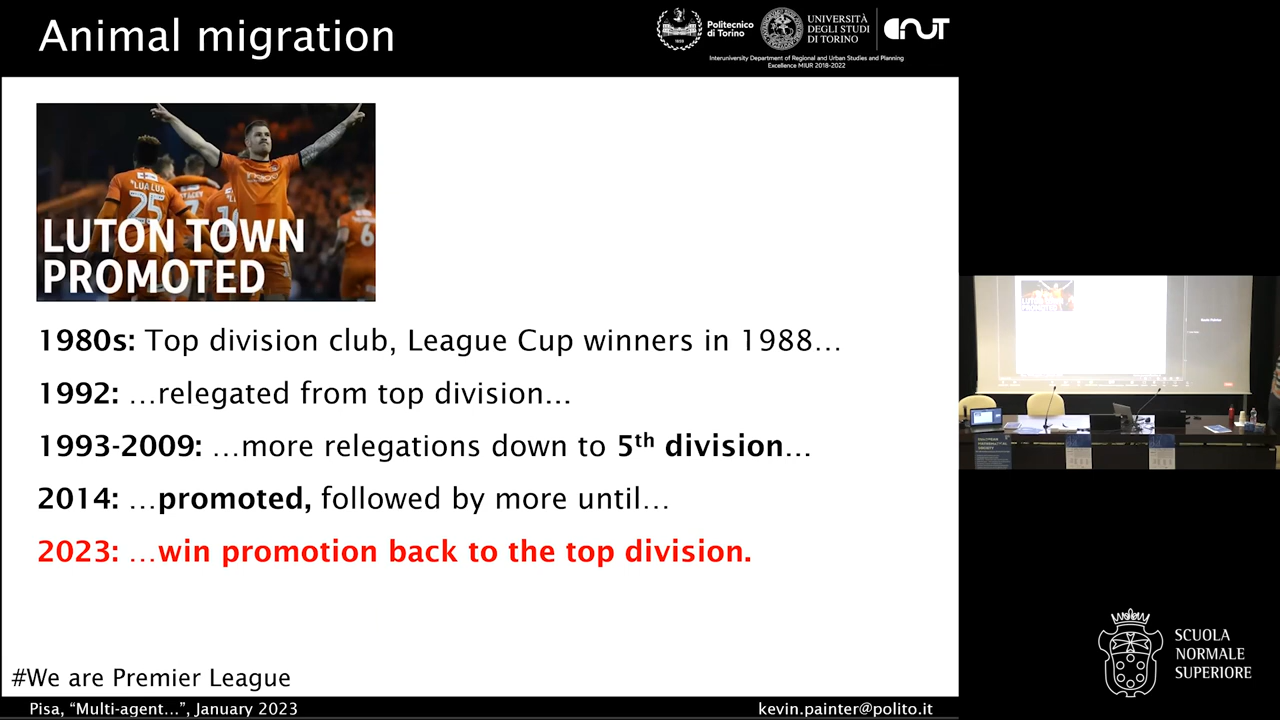 Animal migration
Politecnico
di Torino
UNIVERSITÀ
DEGLI STUDI
DI TORINO
Interuniversity Department of Regional and Urban Studies and Planning
Excellence MIUR 2018-2022
LUA LUA
25
6
LUTON TOWN
PROMOTED
1980s: Top division club, League Cup winners in 1988…
1992: …relegated from top division…
1993-2009: …more relegations down to 5th division…
2014: …promoted, followed by more until…
2023: …win promotion back to the top division.
#We are Premier League
Pisa, “Multi-agent…”, January 2023
kevin.painter@polito.it
SCUOLA
NORMALE
SUPERIORE